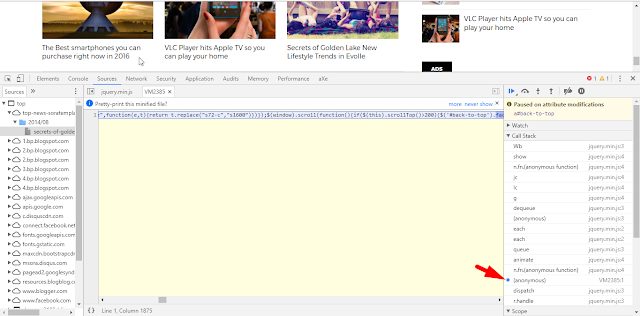 The Best smartphones you can
purchase right now in 2016
VLC Player hits Apple TV so you
can play your home
Secrets of Golden Lake New
Lifestyle Trends in Evolle
VLC Player hits Apple TV so you can
play your home
ADS
Elements Console Sources Network Security Application Audits Performance Memory aXe 1 1
Sources
jquery.min.js VM2385
Pretty-print this minified file? more never show
Paused on attribute modifications
a#back-to-top
top
top-news-soratempla
2014/08
secrets-of-golde
1.bp.blogspot.com
2.bp.blogspot.com
3.bp.blogspot.com
4.bp.blogspot.com
ajax.googleapis.com
apis.google.com
c.disquscdn.com
connect.facebook.net
fonts.googleapis.com
fonts.gstatic.com
maxcdn.bootstrapcdn
misora.disqus.com
pagead2.googlesynd
resources.blogblog.co
www.blogger.com
www.facebook.com
r",function(e,t){return t.replace("s72-c","s1600")})});$(window).scroll(function(){if($(this).scrollTop()>200){$('#back-to-top').fad
Watch
Call Stack
Wb jquery.min.js:3
show jquery.min.js:3
n.fn.(anonymous function) jquery.min.js:4
jc jquery.min.js:4
lc jquery.min.js:4
g jquery.min.js:4
dequeue jquery.min.js:3
(anonymous) jquery.min.js:3
each jquery.min.js:2
each jquery.min.js:2
queue jquery.min.js:3
animate jquery.min.js:4
n.fn.(anonymous function) jquery.min.js:4
(anonymous) VM2385:1
dispatch jquery.min.js:3
r.handle jquery.min.js:3
Scope
{} Line 1, Column 1875